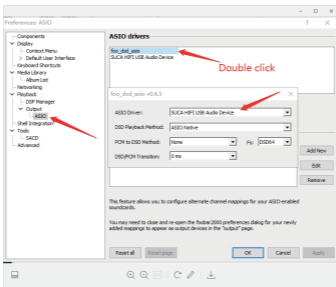 Preferences: ASIO
Components
Display
Context Menu
Default User Interface
Keyboard Shortcuts
Media Library
Album List
Networking
Playback
DSP Manager
Output
ASIO
Shell Integration
Tools
SACD
Advanced
ASIO drivers
foo_dsd_asio
SUCA HIFI USB Audio Device
Double click
foo_dsd_asio v0.6.5
ASIO Driver: SUCA HIFI USB Audio Device
DSD Playback Method: ASIO Native
PCM to DSD Method: None Fs: DSD64
DSD/PCM Transition: 0 ms
Add New
Edit
Remove
This feature allows you to configure alternate channel mappings for your ASIO-enabled
soundcards.
You may need to close and re-open the foobar2000 preferences dialog for your newly
added mappings to appear as output devices in the "output" page.
Reset all Reset page OK Cancel Apply